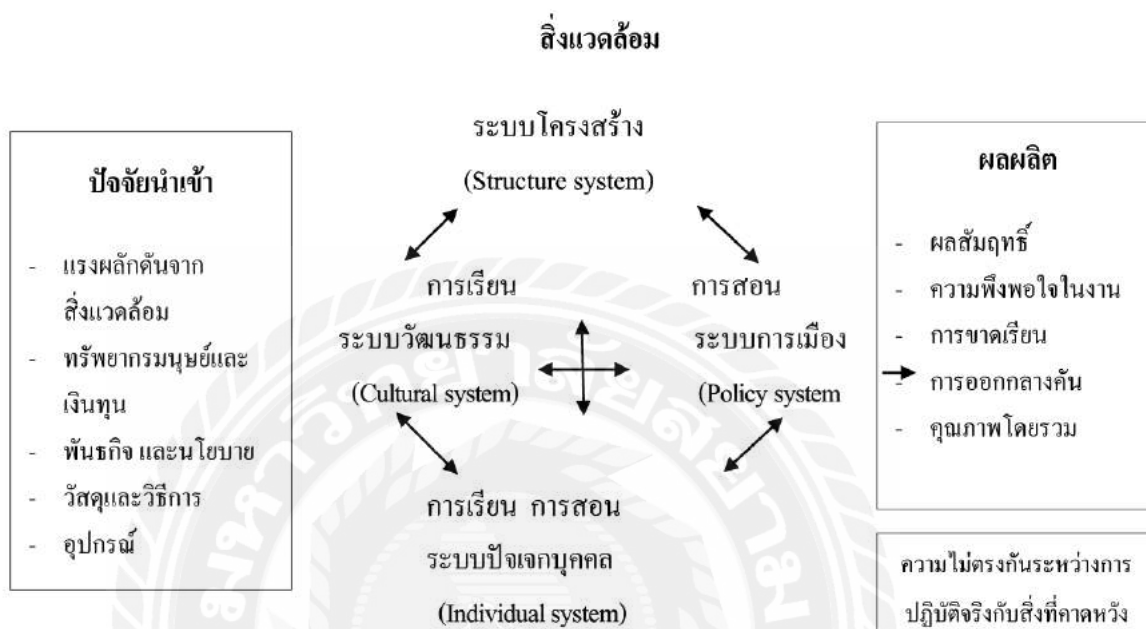 สิ่งแวดล้อม
ระบบโครงสร้าง
(Structure system)
ปัจจัยนำเข้า
- แรงผลักดันจาก
สิ่งแวดล้อม
- ทรัพยากรมนุษย์และ
เงินทุน
- พันธกิจ และนโยบาย
- วัสดุและวิธีการ
- อุปกรณ์
การเรียน
การสอน
ระบบวัฒนธรรม
(Cultural system)
ระบบการเมือง
(Policy system
การเรียน การสอน
ระบบปัจเจกบุคคล
(Individual system)
ผลผลิต
- ผลสัมฤทธิ์
- ความพึงพอใจในงาน
- การขาดเรียน
- การออกกลางคัน
- คุณภาพโดยรวม
ความไม่ตรงกันระหว่างการ
ปฏิบัติจริงกับสิ่งที่คาดหวัง
มหาวิทยาลัยสยาม